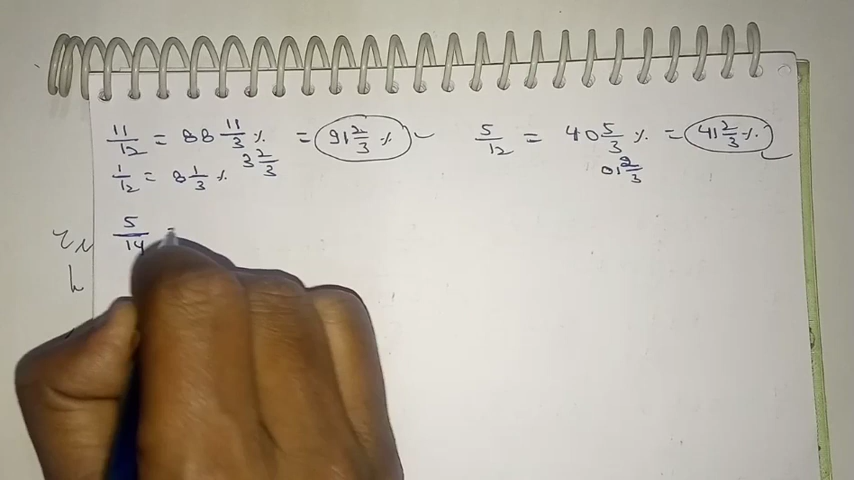 11/12 = 88 11/3 % = 91 2/3 %
3 2/3
1/12 = 8 1/3 %
5/12 = 40 5/3 % = 41 2/3 %
01 2/3
5/14 =